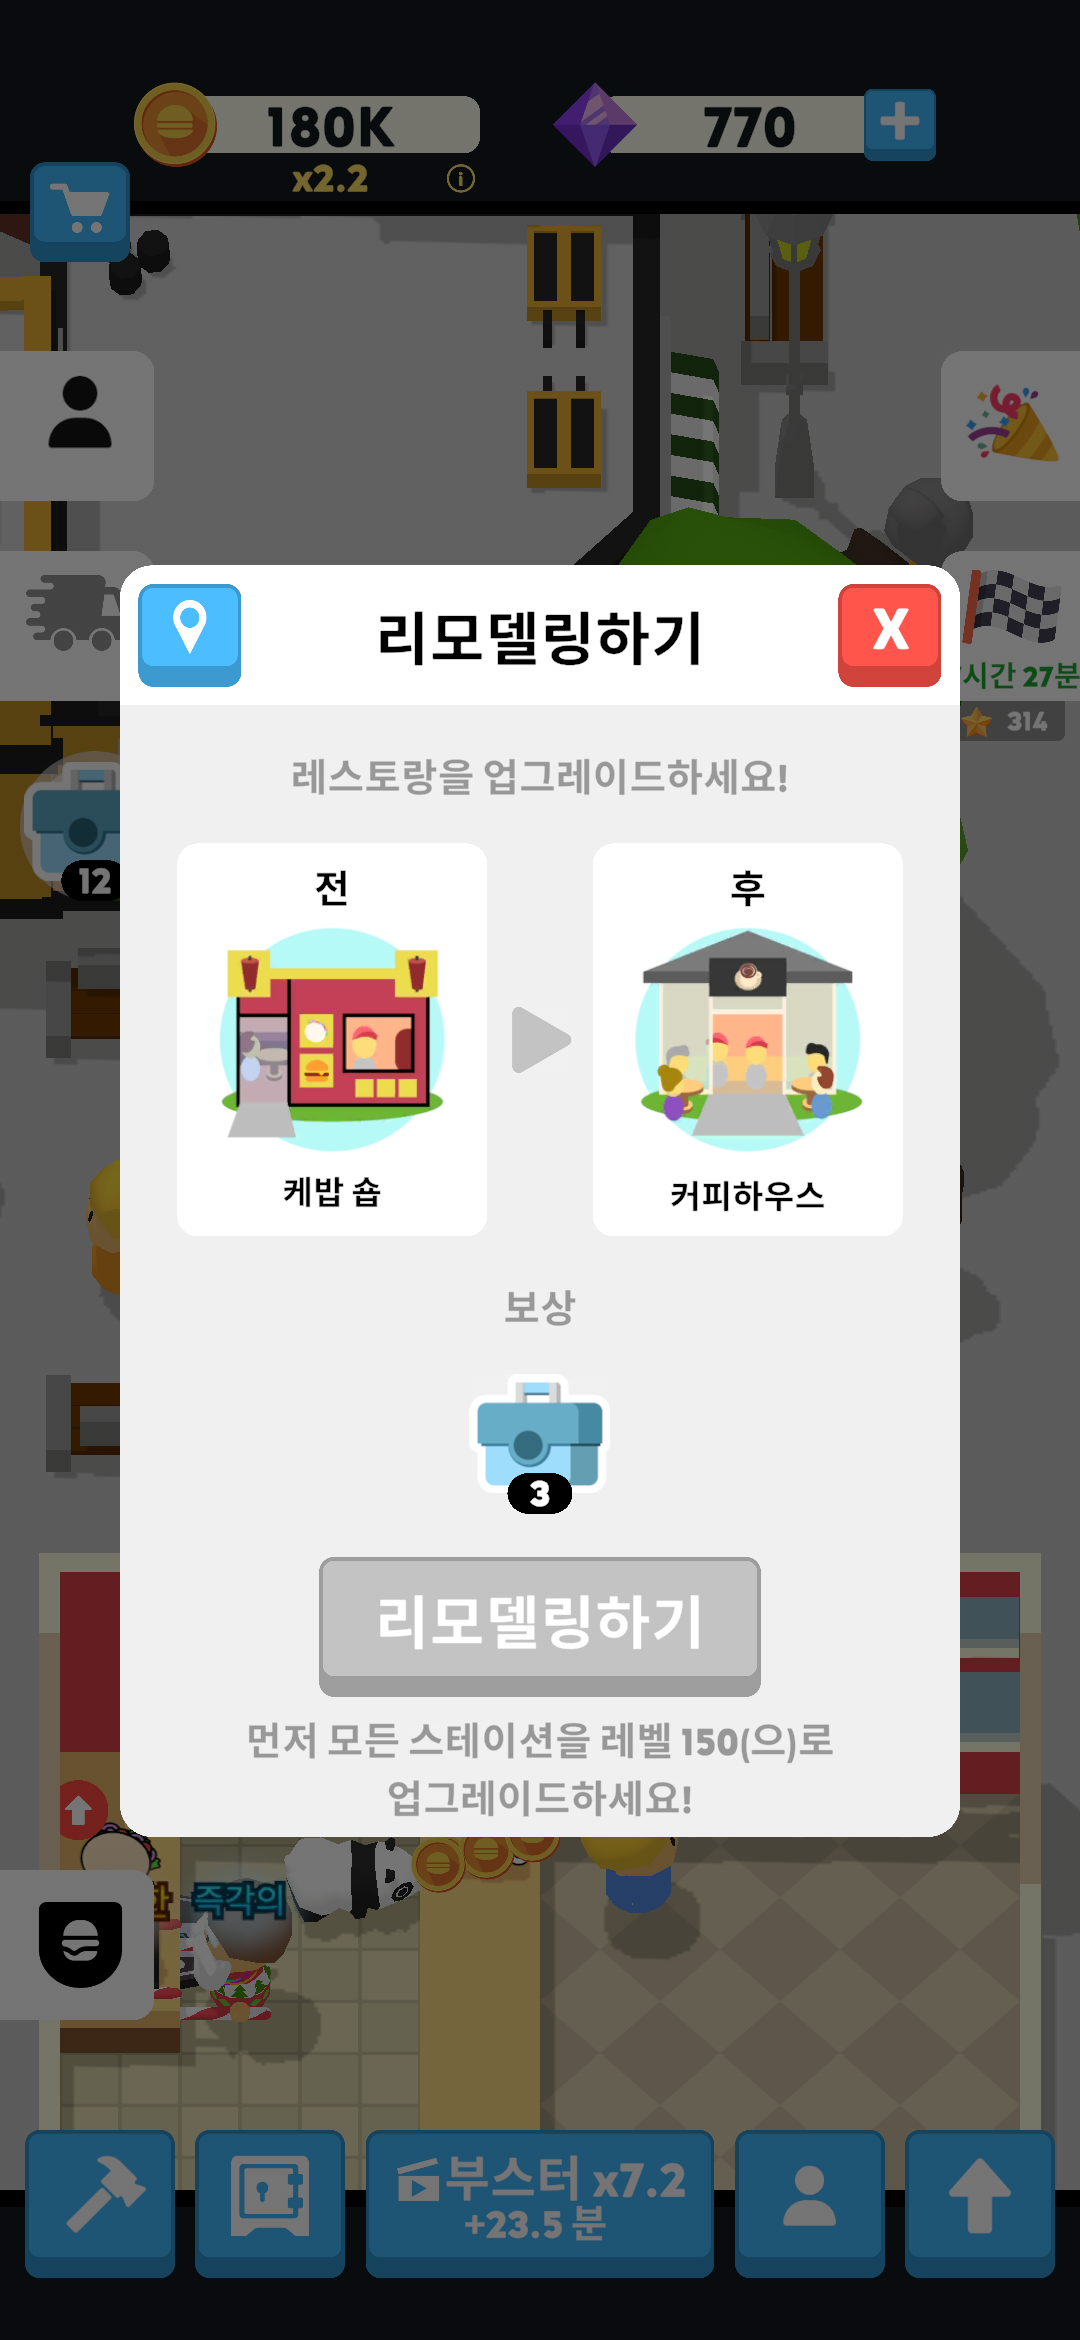 180K
770
x2.2
리모델링하기
X
시간 27분
314
레스토랑을 업그레이드하세요!
12
전
후
케밥 숍
커피하우스
보상
3
리모델링하기
먼저 모든 스테이션을 레벨 150(으)로
업그레이드하세요!
즉각의
부스터 x7.2
+23.5 분